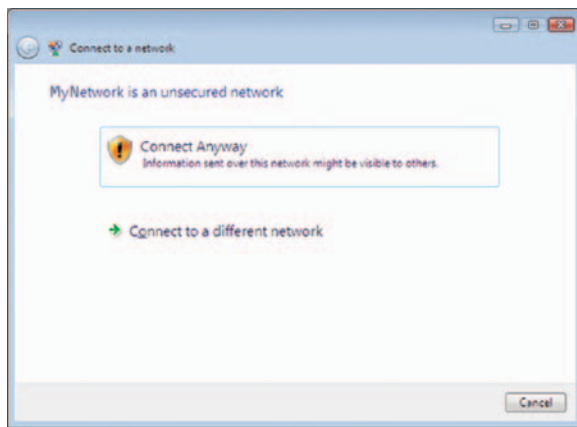 Connect to a network
MyNetwork is an unsecured network
Connect Anyway
Information sent over this network might be visible to others.
Connect to a different network
Cancel